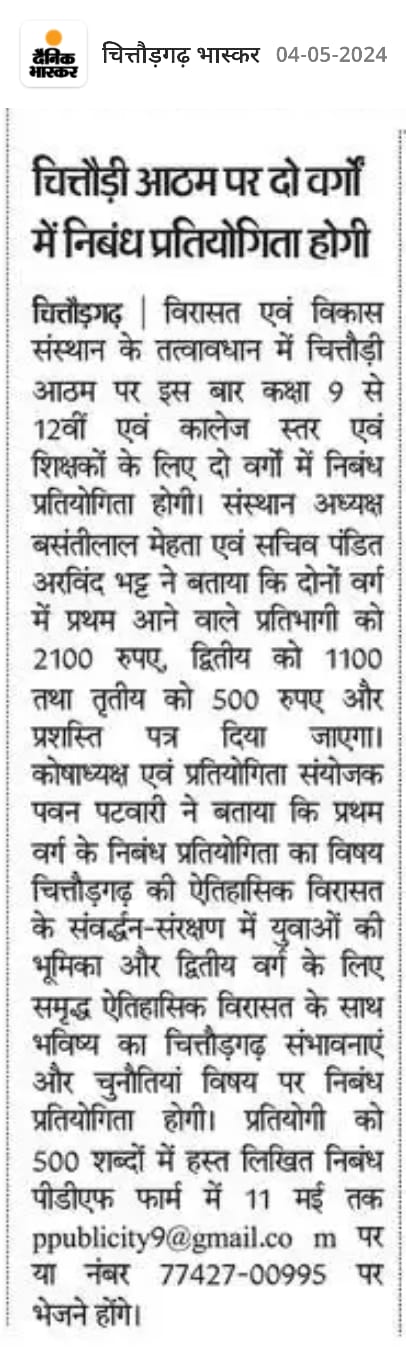 दैनिक
भास्कर
चित्तौड़गढ़ भास्कर 04-05-2024
चित्तौड़ी आठम पर दो वर्गों
में निबंध प्रतियोगिता होगी
चित्तौड़गढ़ | विरासत एवं विकास
संस्थान के तत्वावधान में चित्तौड़ी
आठम पर इस बार कक्षा 9 से
12वीं एवं कालेज स्तर एवं
शिक्षकों के लिए दो वर्गों में निबंध
प्रतियोगिता होगी। संस्थान अध्यक्ष
बसंतीलाल मेहता एवं सचिव पंडित
अरविंद भट्ट ने बताया कि दोनों वर्ग
में प्रथम आने वाले प्रतिभागी को
2100 रुपए, द्वितीय को 1100
तथा तृतीय को 500 रुपए और
प्रशस्ति पत्र दिया जाएगा।
कोषाध्यक्ष एवं प्रतियोगिता संयोजक
पवन पटवारी ने बताया कि प्रथम
वर्ग के निबंध प्रतियोगिता का विषय
चित्तौड़गढ़ की ऐतिहासिक विरासत
के संवर्द्धन-संरक्षण में युवाओं की
भूमिका और द्वितीय वर्ग के लिए
समृद्ध ऐतिहासिक विरासत के साथ
भविष्य का चित्तौड़गढ़ संभावनाएं
और चुनौतियां विषय पर निबंध
प्रतियोगिता होगी। प्रतियोगी को
500 शब्दों में हस्त लिखित निबंध
पीडीएफ फार्म में 11 मई तक
ppublicity9@gmail.co m पर
या नंबर 77427-00995 पर
भेजने होंगे।